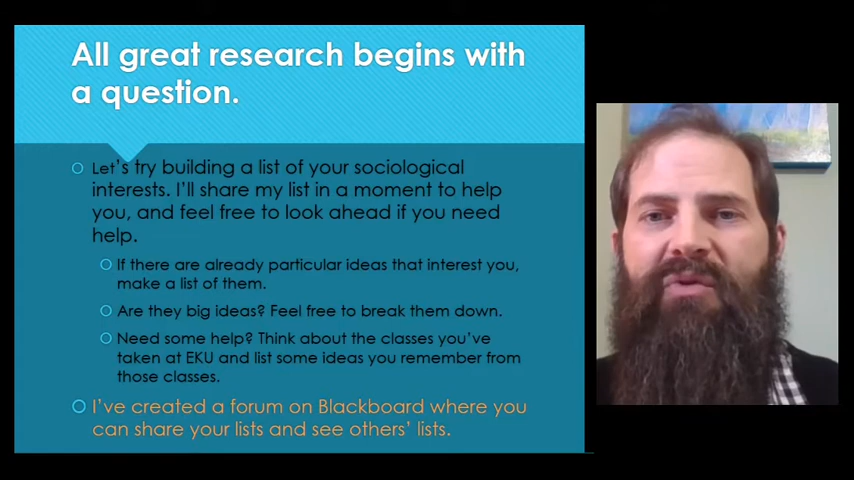 All great research begins with
a question.
Let's try building a list of your sociological
interests. I'll share my list in a moment to help
you, and feel free to look ahead if you need
help.
If there are already particular ideas that interest you,
make a list of them.
Are they big ideas? Feel free to break them down.
Need some help? Think about the classes you've
taken at EKU and list some ideas you remember from
those classes.
I've created a forum on Blackboard where you
can share your lists and see others' lists.